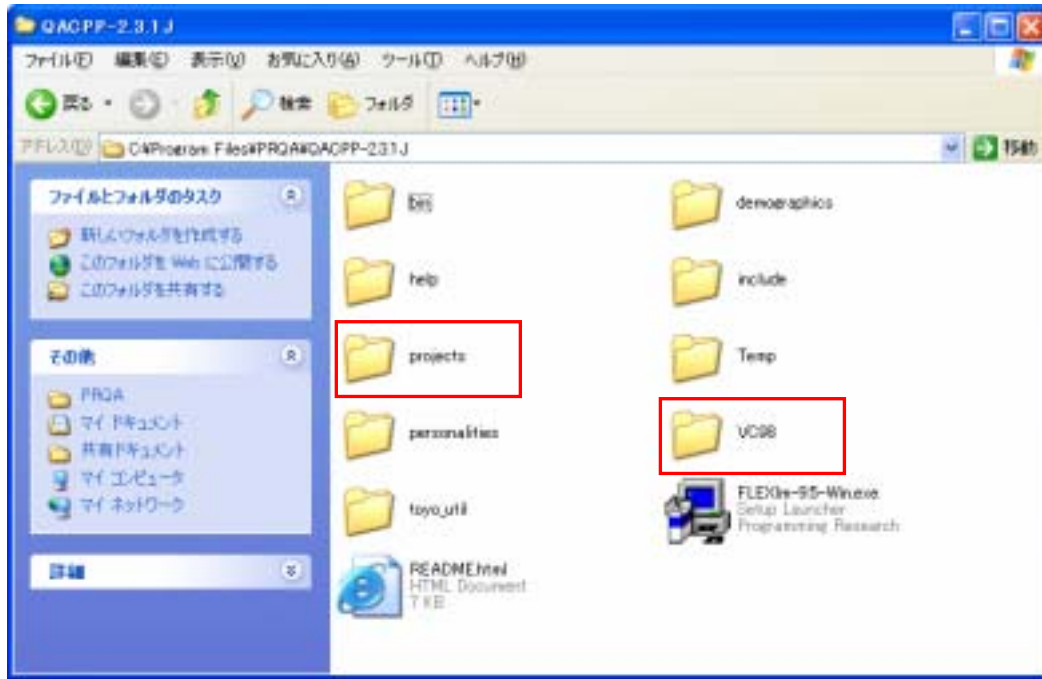 QACPP-2.3.1J
ファイル(F) 編集(E) 表示(V) お気に入り(A) ツール(T) ヘルプ(H)
戻る 検索 フォルダ
アドレス(D) C:¥Program Files¥PRQA¥QACPP-2.3.1J 移動
ファイルとフォルダのタスク
新しいフォルダを作成する
このフォルダを Web に公開する
このフォルダを共有する
その他
PRQA
マイ ドキュメント
共有ドキュメント
マイ コンピュータ
マイ ネットワーク
詳細
bin
demographics
help
include
projects
Temp
personalities
VC98
toyo_util
FLEXlm-95-Win.exe
Setup Launcher
Programming Research
README.html
HTML Document
7 KB